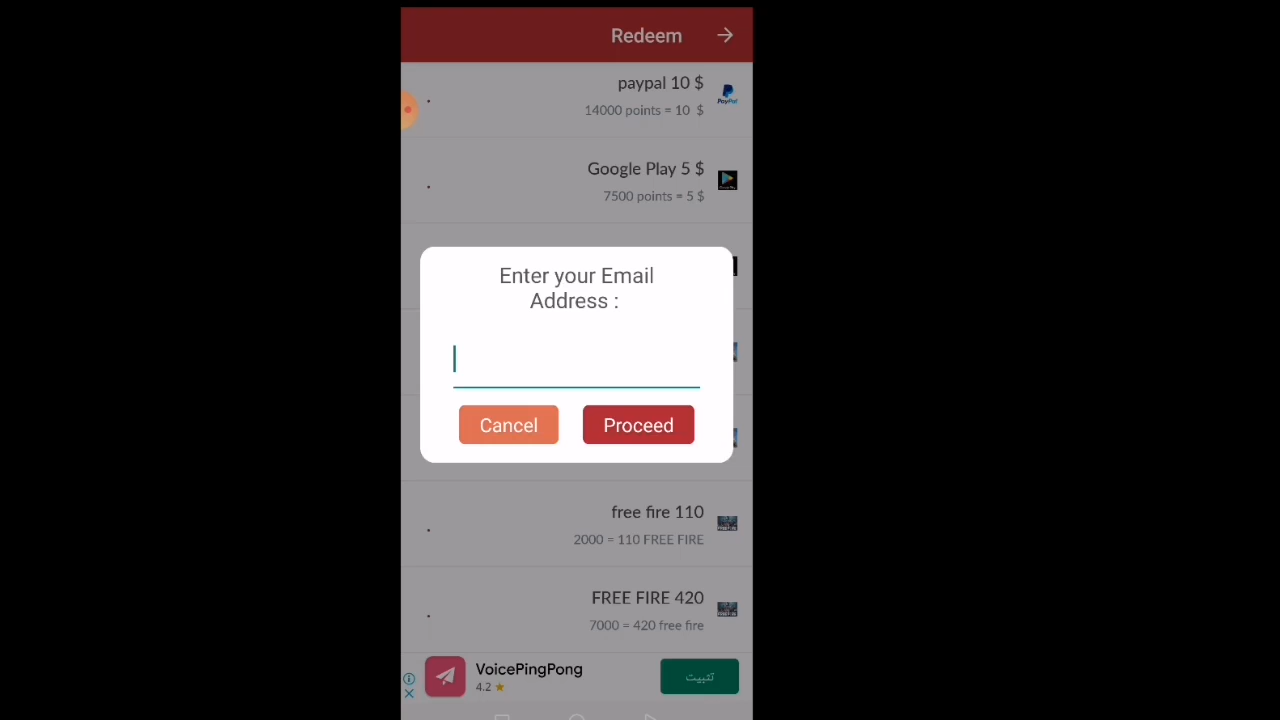 Redeem
paypal 10 $
14000 points = 10 $
PayPal
Google Play 5 $
7500 points = 5 $
Enter your Email
Address :
Cancel
Proceed
free fire 110
2000 = 110 FREE FIRE
FREE FIRE 420
7000 = 420 free fire
VoicePingPong
4.2
تثبيت